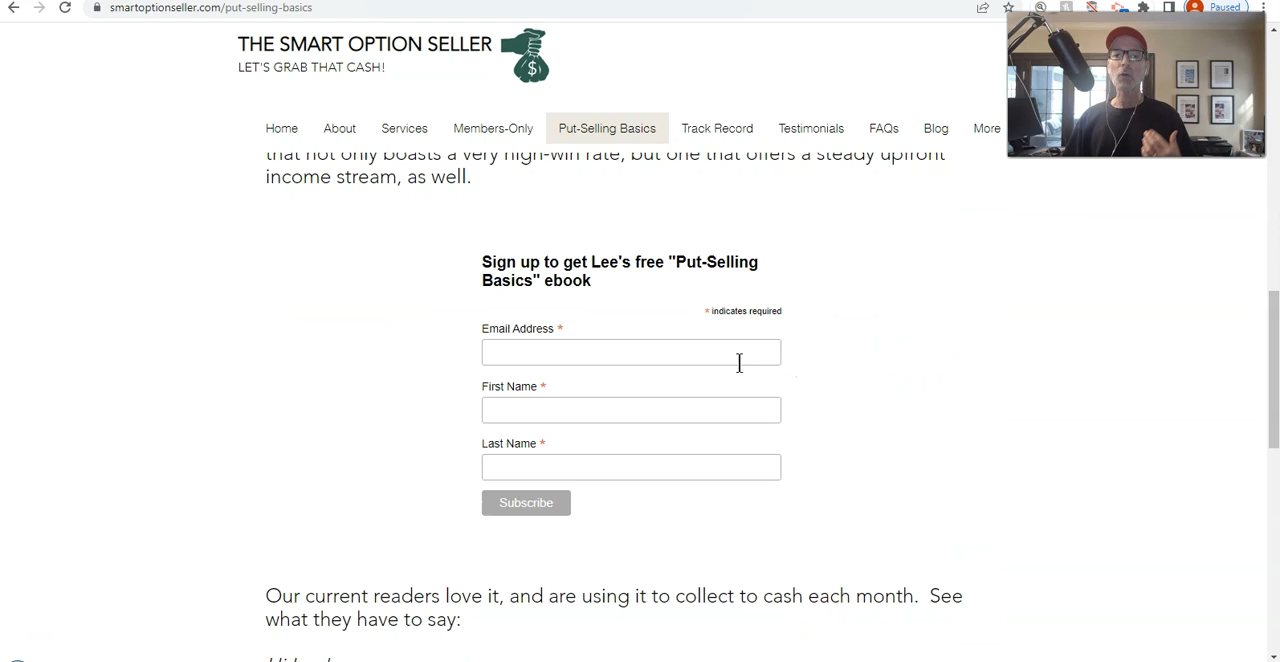 smartoptionseller.com/put-selling-basics
Paused
THE SMART OPTION SELLER
LET'S GRAB THAT CASH!
$
Home About Services Members-Only Put-Selling Basics Track Record Testimonials FAQs Blog More
that not only boasts a very high-win rate, but one that offers a steady upfront
income stream, as well.
Sign up to get Lee's free "Put-Selling
Basics" ebook
* indicates required
Email Address *
First Name *
Last Name *
Subscribe
Our current readers love it, and are using it to collect to cash each month. See
what they have to say: